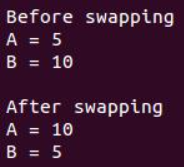 Before swapping
A = 5
B = 10
After swapping
A = 10
B = 5